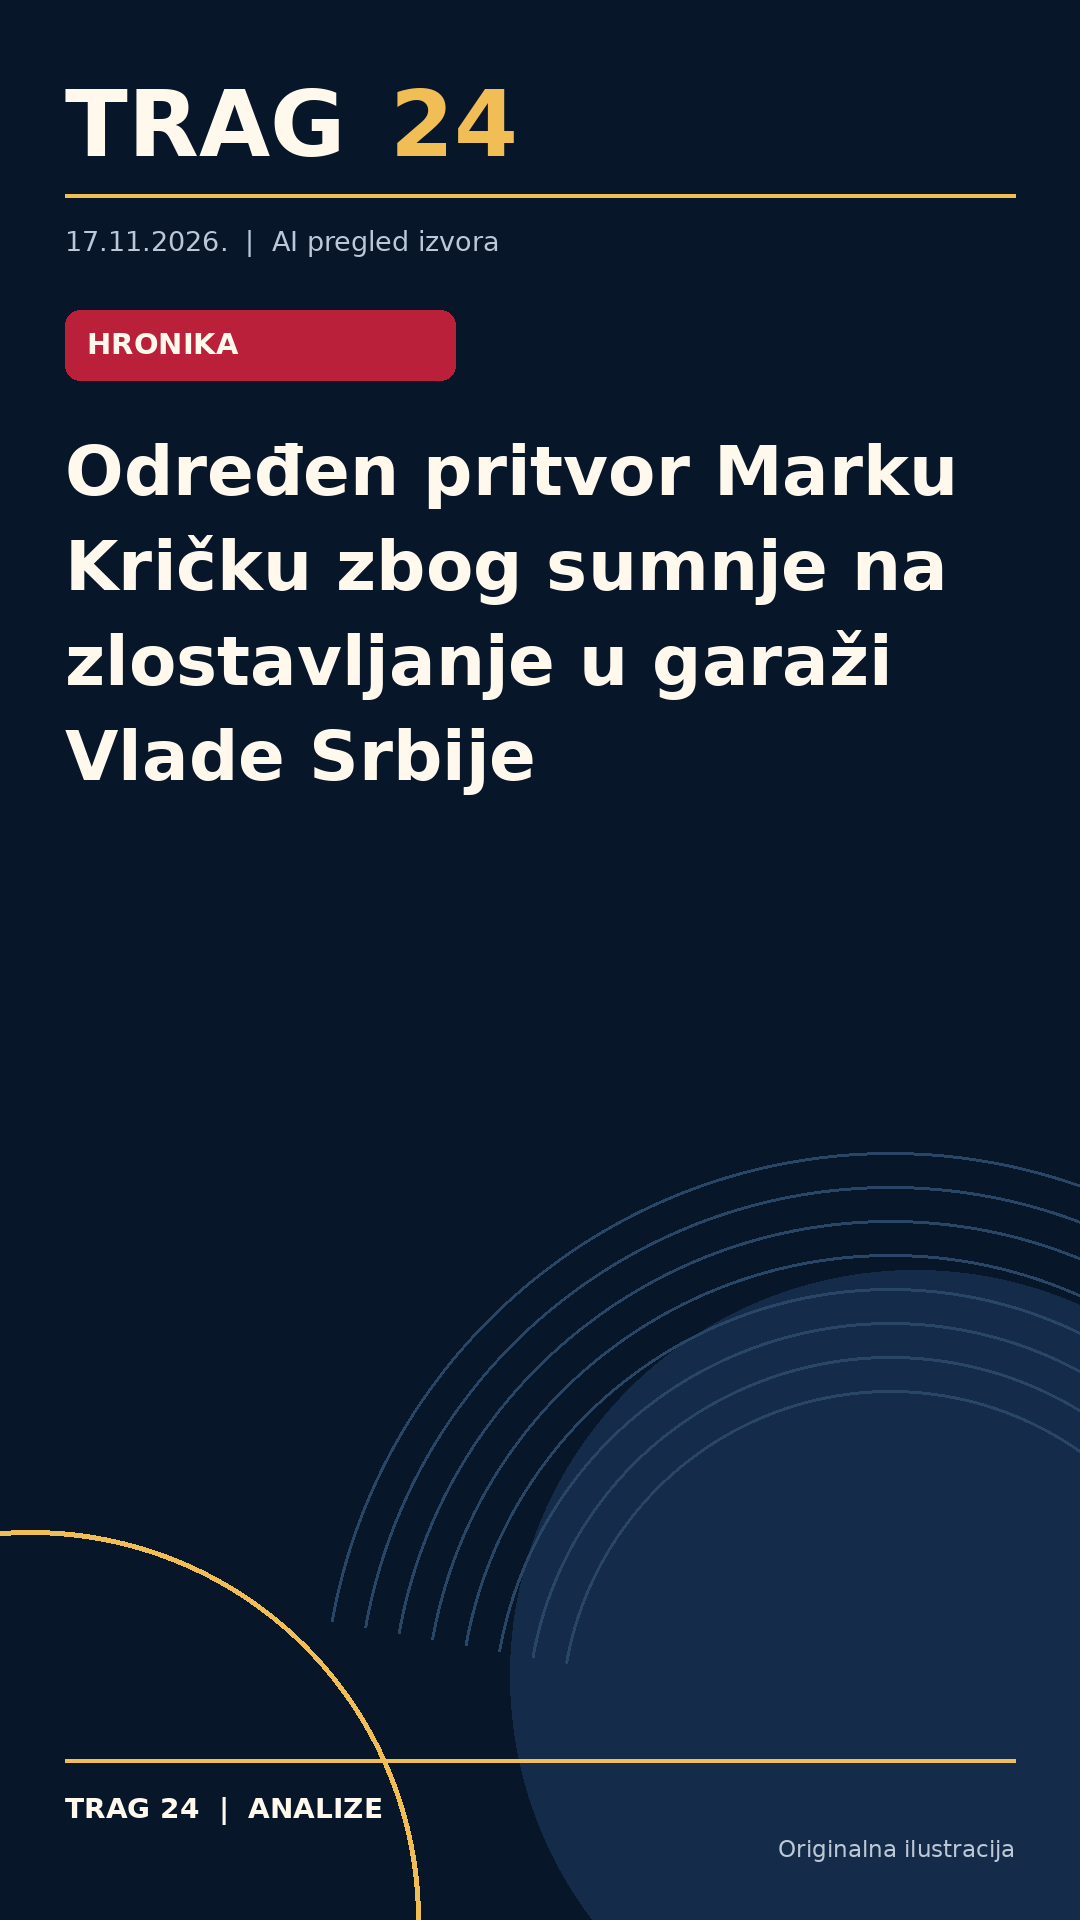 TRAG 24
17.11.2026. | AI pregled izvora
HRONIKA
Određen pritvor Marku
Kričku zbog sumnje na
zlostavljanje u garaži
Vlade Srbije
TRAG 24 | ANALIZE
Originalna ilustracija